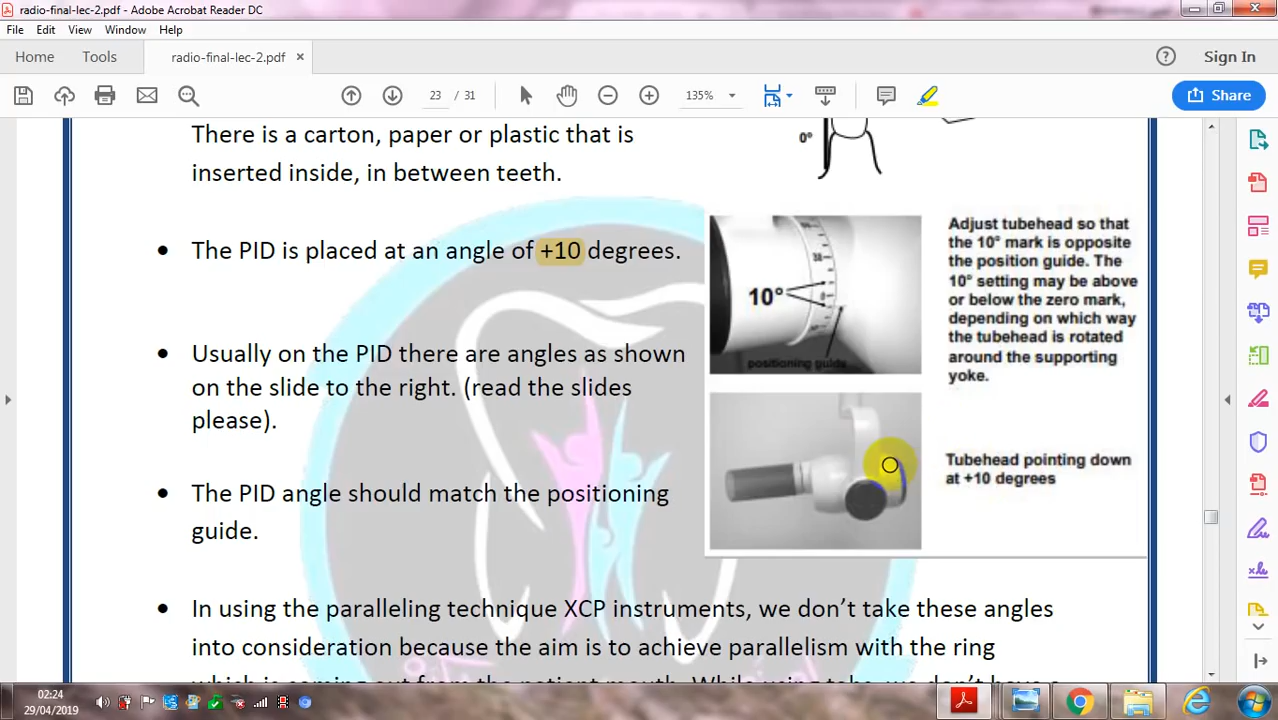 radio-final-lec-2.pdf - Adobe Acrobat Reader DC
File Edit View Window Help
Home Tools radio-final-lec-2.pdf × ? Sign In
23 / 31 135% Share
There is a carton, paper or plastic that is
inserted inside, in between teeth.
0°
• The PID is placed at an angle of +10 degrees.
• Usually on the PID there are angles as shown
on the slide to the right. (read the slides
please).
• The PID angle should match the positioning
guide.
10°
positioning guide
Adjust tubehead so that
the 10° mark is opposite
the position guide. The
10° setting may be above
or below the zero mark,
depending on which way
the tubehead is rotated
around the supporting
yoke.
Tubehead pointing down
at +10 degrees
• In using the paralleling technique XCP instruments, we don't take these angles
into consideration because the aim is to achieve parallelism with the ring
02:24
29/04/2019